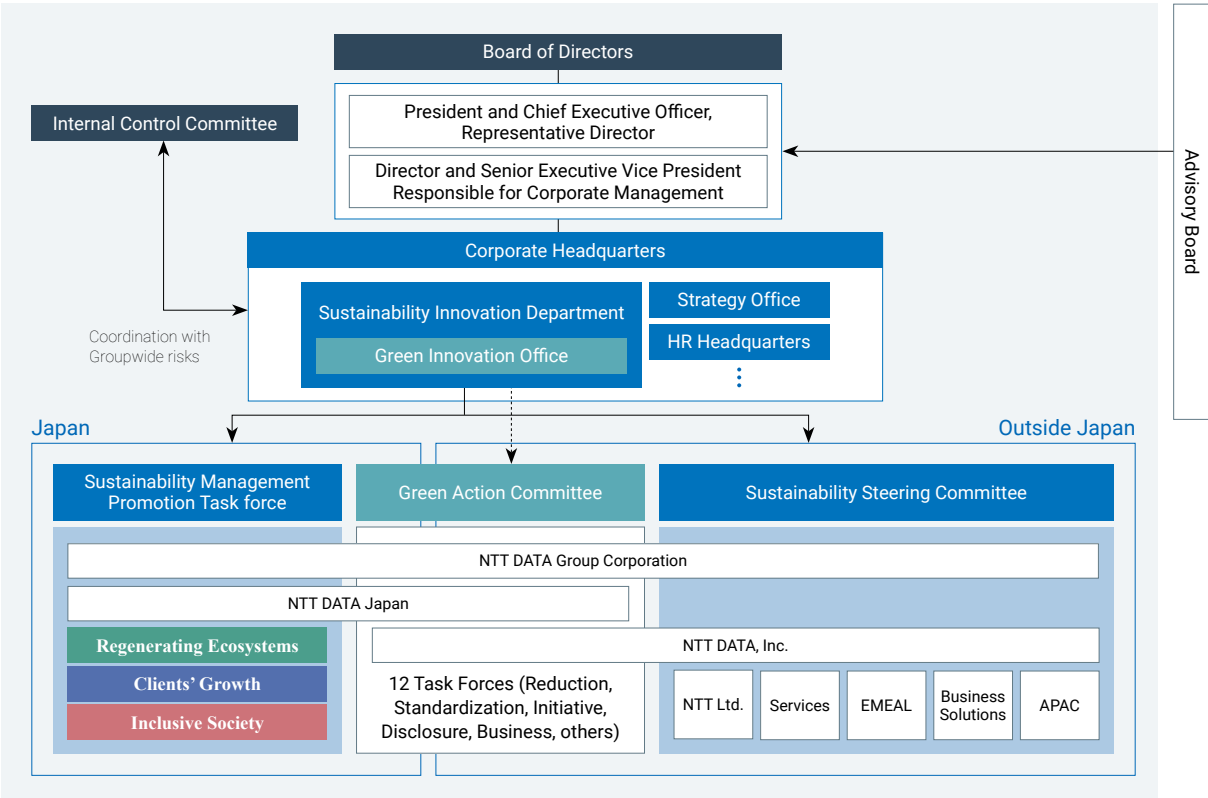 Board of Directors
President and Chief Executive Officer,
Representative Director
Internal Control Committee
Director and Senior Executive Vice President
Responsible for Corporate Management
Advisory Board
Corporate Headquarters
Sustainability Innovation Department
Green Innovation Office
Strategy Office
HR Headquarters
Coordination with
Groupwide risks
Japan
Outside Japan
Sustainability Management
Promotion Task force
Green Action Committee
Sustainability Steering Committee
NTT DATA Group Corporation
NTT DATA Japan
Regenerating Ecosystems
Clients’ Growth
Inclusive Society
NTT DATA, Inc.
12 Task Forces (Reduction,
Standardization, Initiative,
Disclosure, Business, others)
NTT Ltd.
Services
EMEAL
Business
Solutions
APAC